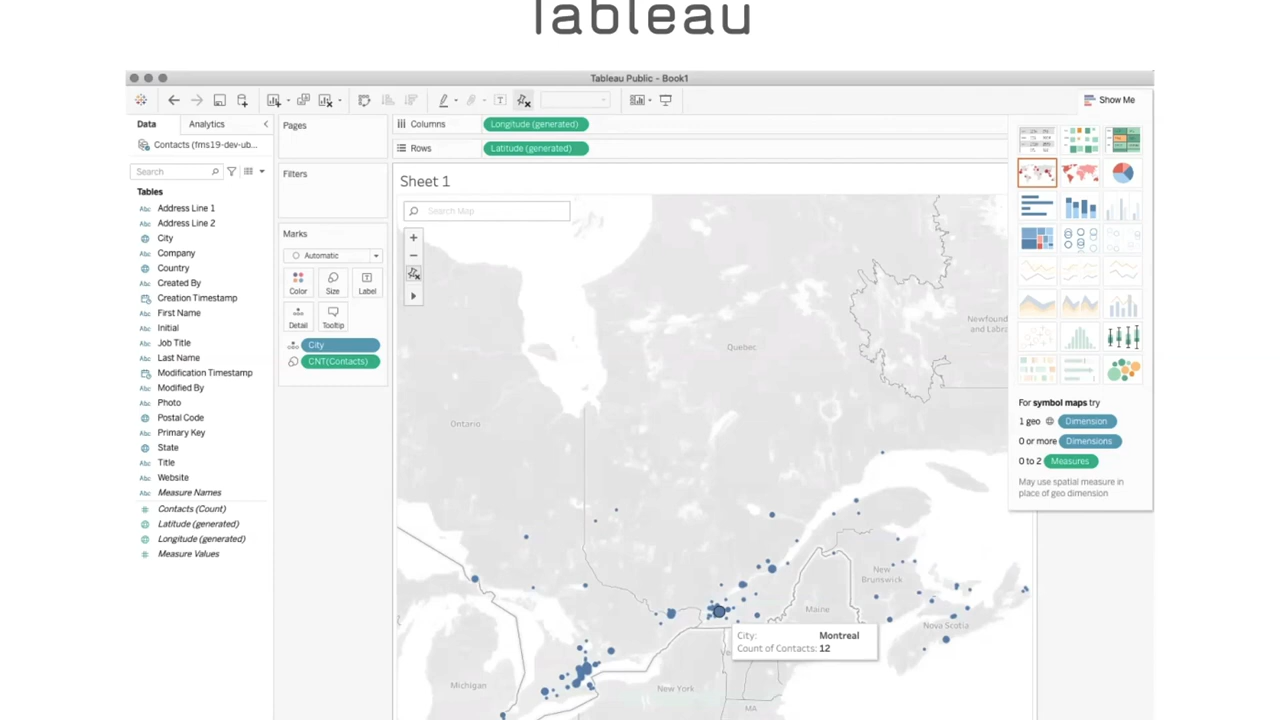 Tableau
Tableau Public - Book1
Show Me
Data
Analytics
Pages
Columns
Longitude (generated)
Contacts (fms19-dev-ub...
Rows
Latitude (generated)
Search
Filters
Sheet 1
Tables
Search Map
Address Line 1
Address Line 2
City
Company
Country
Created By
Creation Timestamp
First Name
Initial
Job Title
Last Name
Modification Timestamp
Modified By
Photo
Postal Code
Primary Key
State
Title
Website
Measure Names
Contacts (Count)
Latitude (generated)
Longitude (generated)
Measure Values
Marks
Automatic
Color
Size
Label
Detail
Tooltip
City
CNT(Contacts)
Quebec
Ontario
Newfound
and Labra
New
Brunswick
Maine
Nova Scotia
Michigan
New York
MA
City: Montreal
Count of Contacts: 12
For symbol maps try
1 geo Dimension
0 or more Dimensions
0 to 2 Measures
May use spatial measure in
place of geo dimension